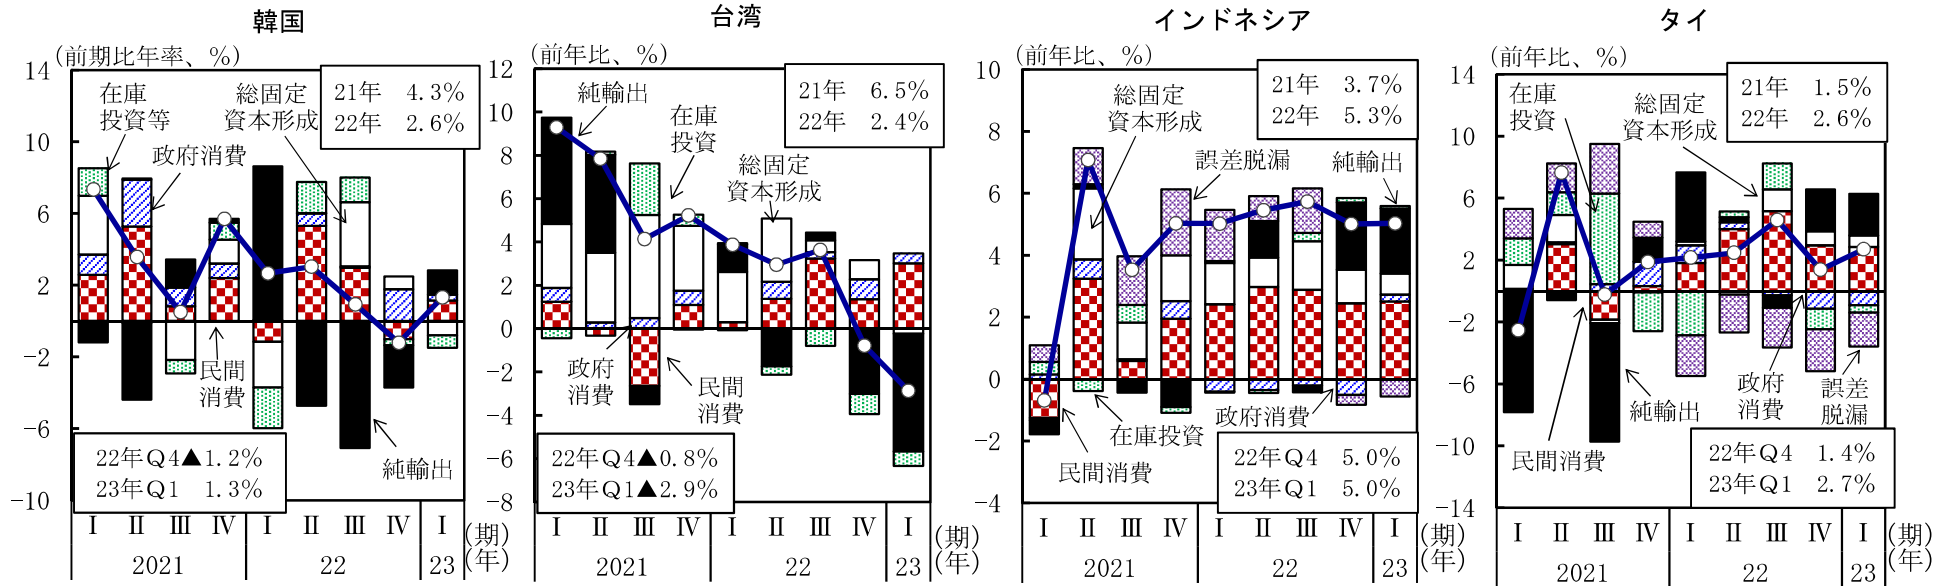 韓国
(前期比年率、%)
14
10
6
2
−2
−6
−10
21年 4.3%
22年 2.6%
在庫
投資等
政府消費
総固定
資本形成
民間
消費
純輸出
22年Q4▲1.2%
23年Q1 1.3%
Ⅰ Ⅱ Ⅲ Ⅳ Ⅰ Ⅱ Ⅲ Ⅳ Ⅰ (期)
2021 22 23 (年)
台湾
(前年比、%)
12
10
8
6
4
2
0
−2
−4
−6
−8
21年 6.5%
22年 2.4%
純輸出
在庫
投資
総固定
資本形成
政府
消費
民間
消費
22年Q4▲0.8%
23年Q1▲2.9%
Ⅰ Ⅱ Ⅲ Ⅳ Ⅰ Ⅱ Ⅲ Ⅳ Ⅰ (期)
2021 22 23 (年)
インドネシア
(前年比、%)
10
8
6
4
2
0
−2
−4
21年 3.7%
22年 5.3%
総固定
資本形成
誤差脱漏
純輸出
在庫投資
政府消費
民間消費
22年Q4 5.0%
23年Q1 5.0%
Ⅰ Ⅱ Ⅲ Ⅳ Ⅰ Ⅱ Ⅲ Ⅳ Ⅰ (期)
2021 22 23 (年)
タイ
(前年比、%)
14
10
6
2
−2
−6
−10
−14
21年 1.5%
22年 2.6%
在庫
投資
総固定
資本形成
政府
消費
誤差
脱漏
純輸出
民間消費
22年Q4 1.4%
23年Q1 2.7%
Ⅰ Ⅱ Ⅲ Ⅳ Ⅰ Ⅱ Ⅲ Ⅳ Ⅰ (期)
2021 22 23 (年)